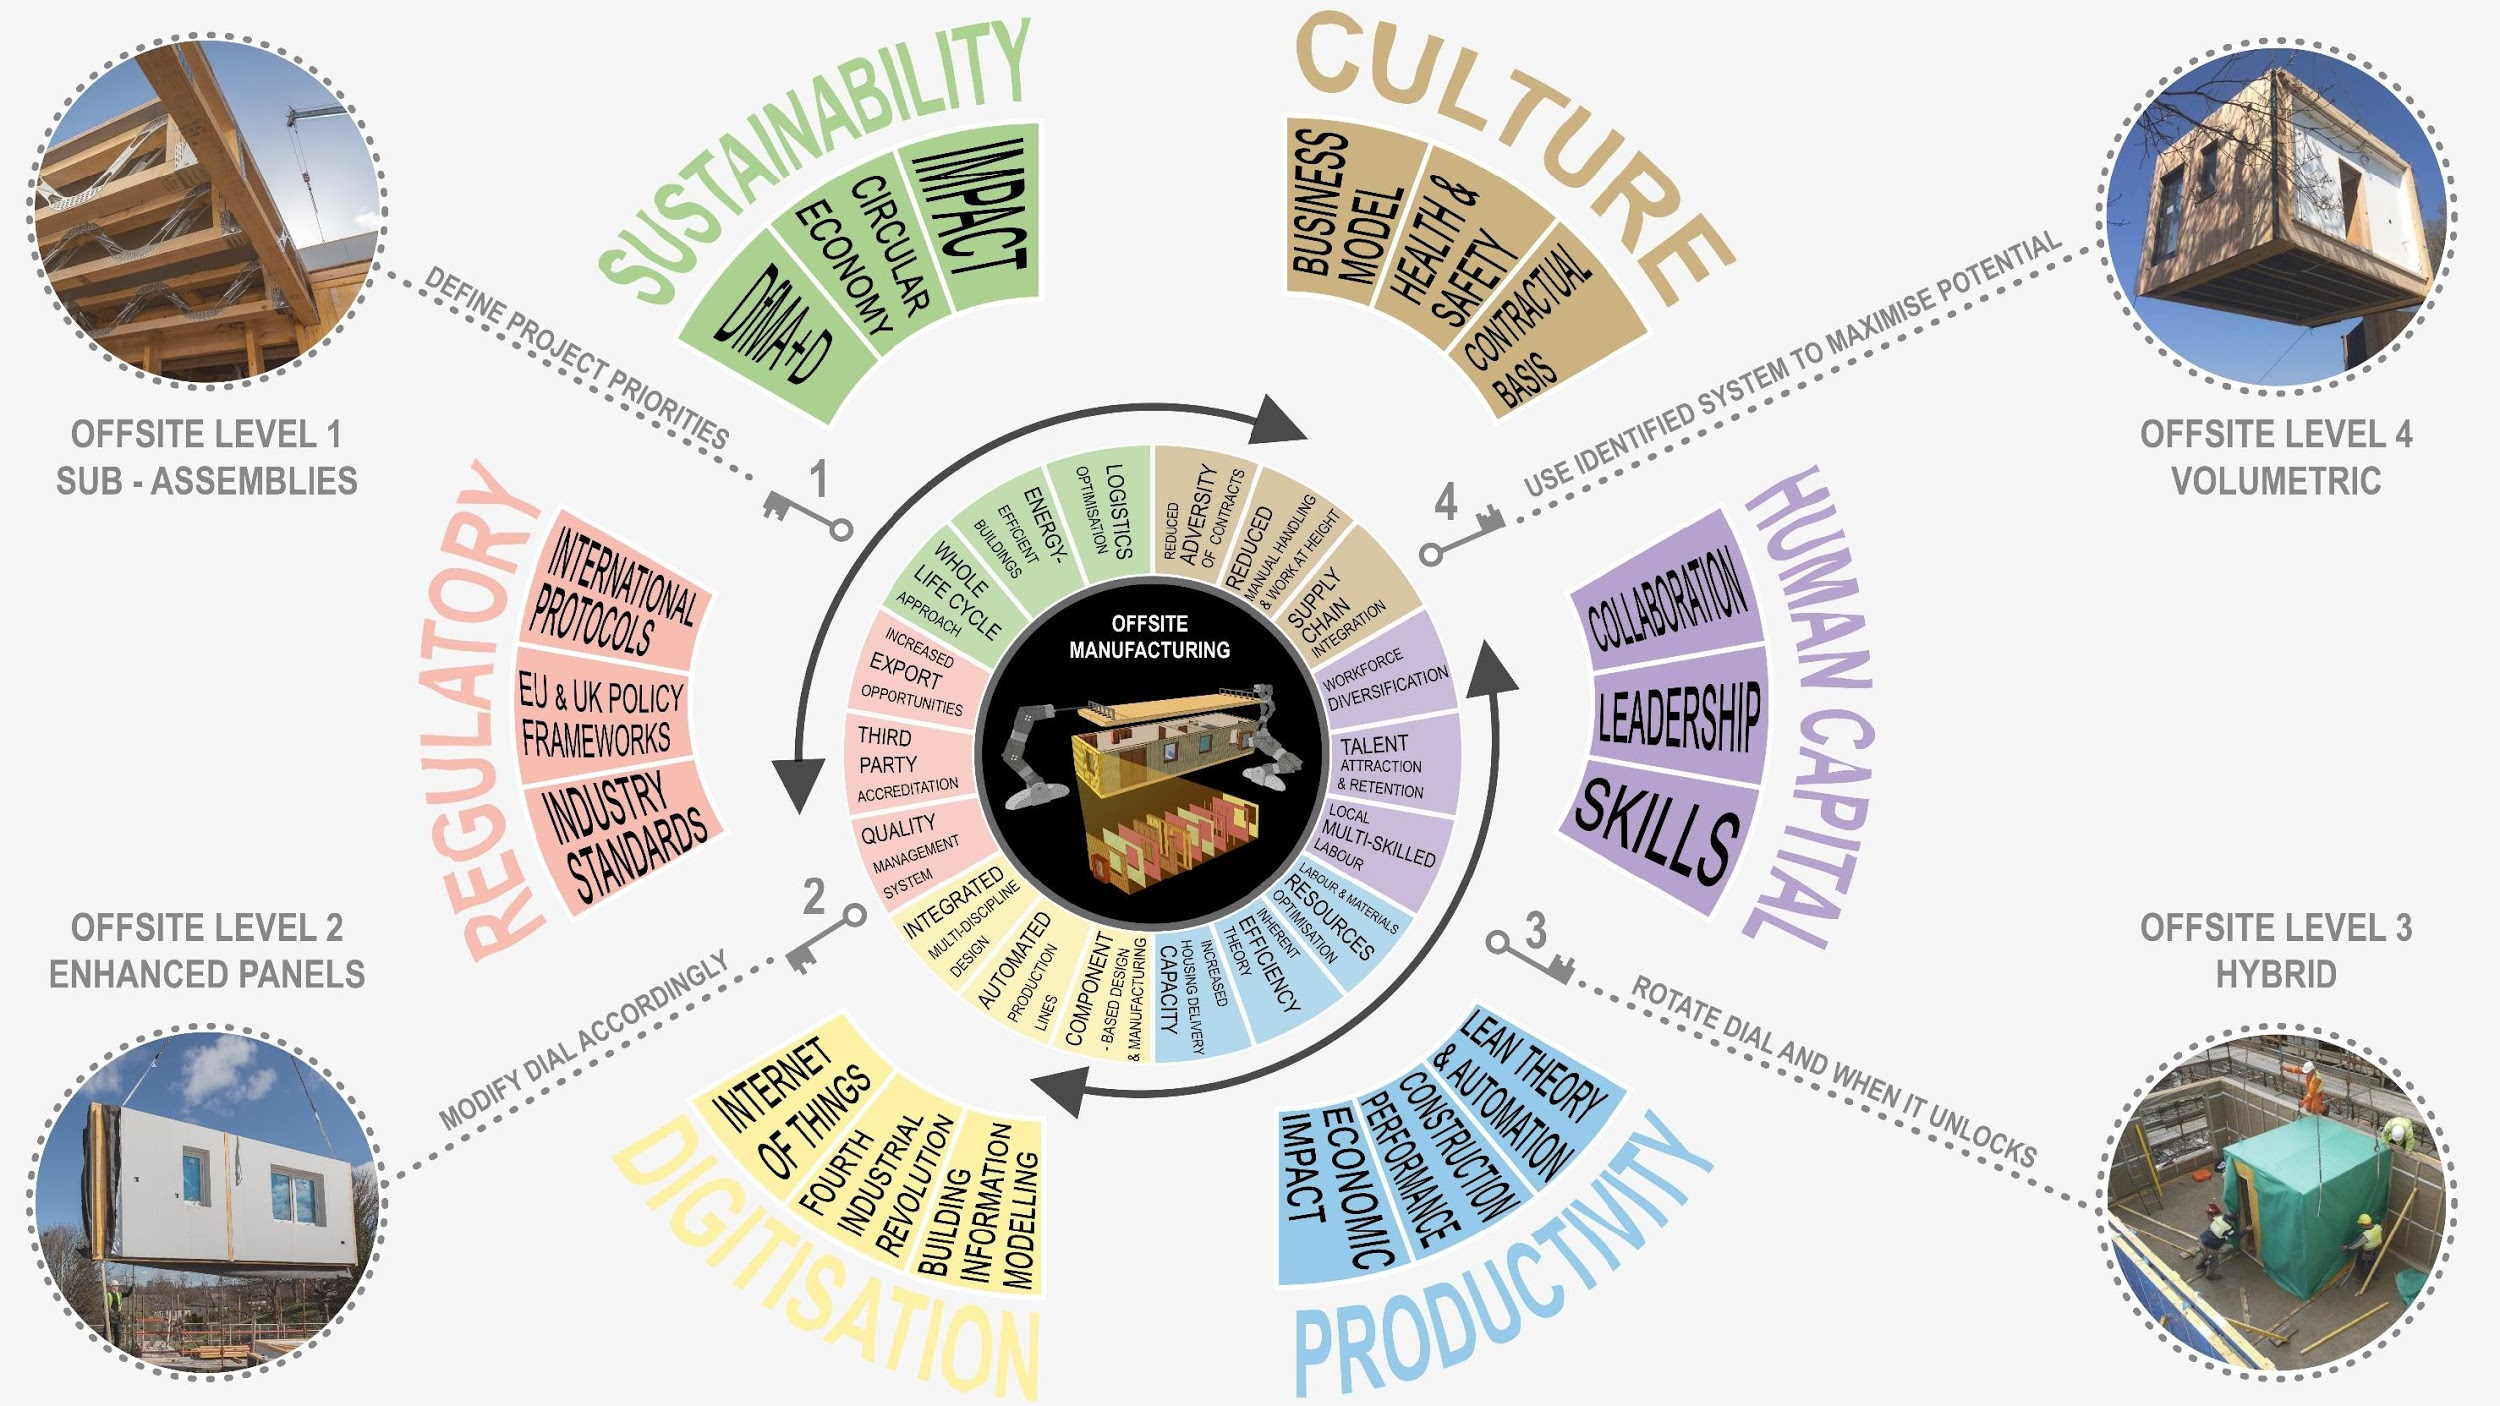 SUSTAINABILITY
DfMA+D
CIRCULAR
ECONOMY
IMPACT
CULTURE
BUSINESS
MODEL
HEALTH &
SAFETY
CONTRACTUAL
BASIS
OFFSITE LEVEL 1
SUB - ASSEMBLIES
DEFINE PROJECT PRIORITIES
1
OFFSITE LEVEL 4
VOLUMETRIC
USE IDENTIFIED SYSTEM TO MAXIMISE POTENTIAL
4
REGULATORY
INTERNATIONAL
PROTOCOLS
EU & UK POLICY
FRAMEWORKS
INDUSTRY
STANDARDS
HUMAN CAPITAL
COLLABORATION
LEADERSHIP
SKILLS
OFFSITE
MANUFACTURING
LOGISTICS
OPTIMISATION
ENERGY-
EFFICIENT
BUILDINGS
WHOLE
LIFE CYCLE
APPROACH
INCREASED
EXPORT
OPPORTUNITIES
THIRD
PARTY
ACCREDITATION
QUALITY
MANAGEMENT
SYSTEM
INTEGRATED
MULTI-DISCIPLINE
DESIGN
AUTOMATED
PRODUCTION
LINES
COMPONENT
- BASED DESIGN
& MANUFACTURING
INCREASED
HOUSING DELIVERY
CAPACITY
INHERENT
EFFICIENCY
THEORY
LABOUR & MATERIALS
RESOURCES
OPTIMISATION
LOCAL
MULTI-SKILLED
LABOUR
TALENT
ATTRACTION
& RETENTION
WORKFORCE
DIVERSIFICATION
SUPPLY
CHAIN
INTEGRATION
REDUCED
MANUAL HANDLING
& WORK AT HEIGHT
REDUCED
ADVERSITY
OF CONTRACTS
OFFSITE LEVEL 2
ENHANCED PANELS
MODIFY DIAL ACCORDINGLY
2
OFFSITE LEVEL 3
HYBRID
ROTATE DIAL AND WHEN IT UNLOCKS
3
DIGITISATION
INTERNET
OF THINGS
FOURTH
INDUSTRIAL
REVOLUTION
BUILDING
INFORMATION
MODELLING
PRODUCTIVITY
ECONOMIC
IMPACT
CONSTRUCTION
PERFORMANCE
LEAN THEORY
& AUTOMATION